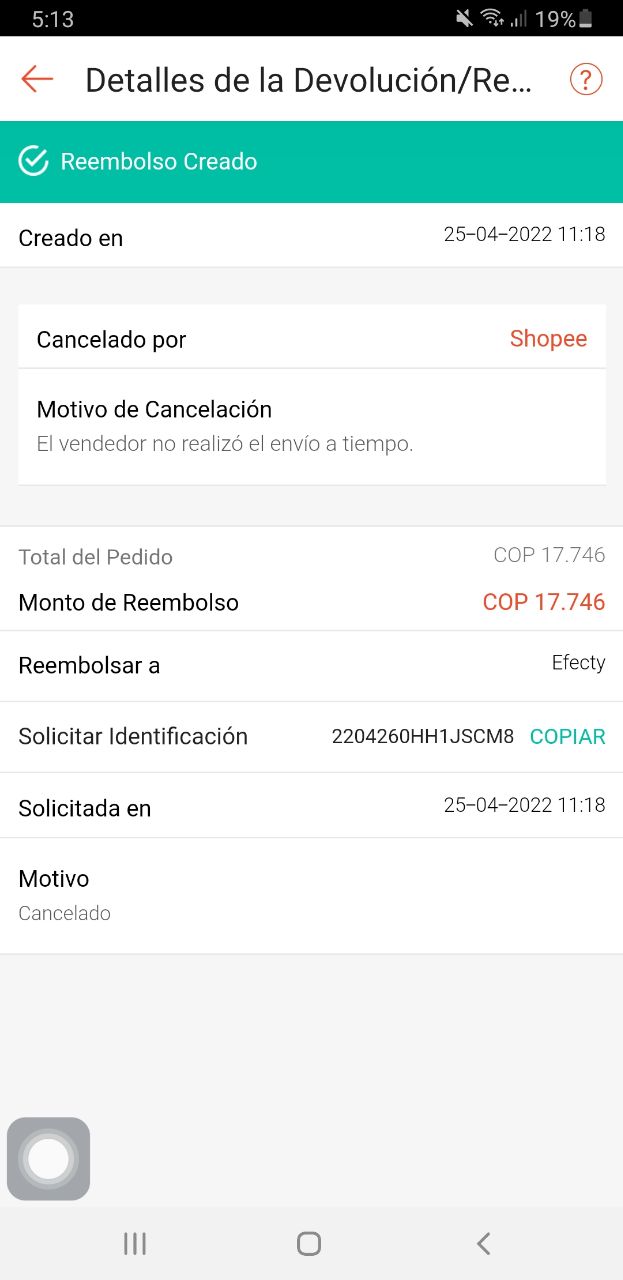 5:13
19%
Detalles de la Devolución/Re...
?
Reembolso Creado
Creado en
25-04-2022 11:18
Cancelado por
Shopee
Motivo de Cancelación
El vendedor no realizó el envío a tiempo.
Total del Pedido
COP 17.746
Monto de Reembolso
COP 17.746
Reembolsar a
Efecty
Solicitar Identificación
2204260HH1JSCM8 COPIAR
Solicitada en
25-04-2022 11:18
Motivo
Cancelado